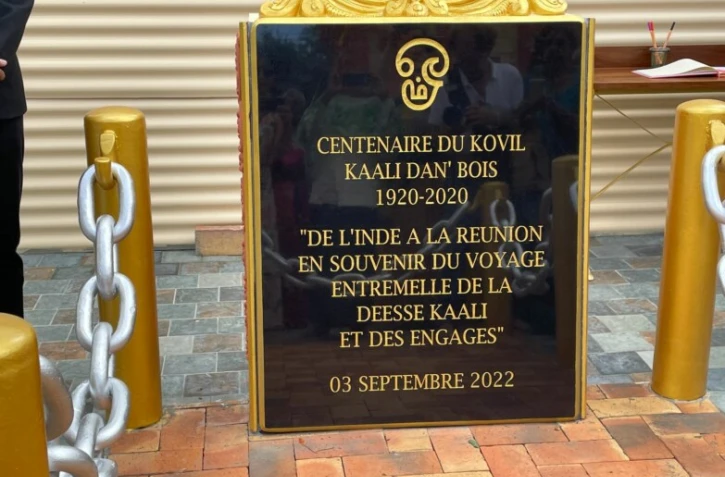 ௐ
CENTENAIRE DU KOVIL
KAALI DAN' BOIS
1920-2020
"DE L'INDE A LA REUNION
EN SOUVENIR DU VOYAGE
ENTREMELLE DE LA
DEESSE KAALI
ET DES ENGAGES"
03 SEPTEMBRE 2022